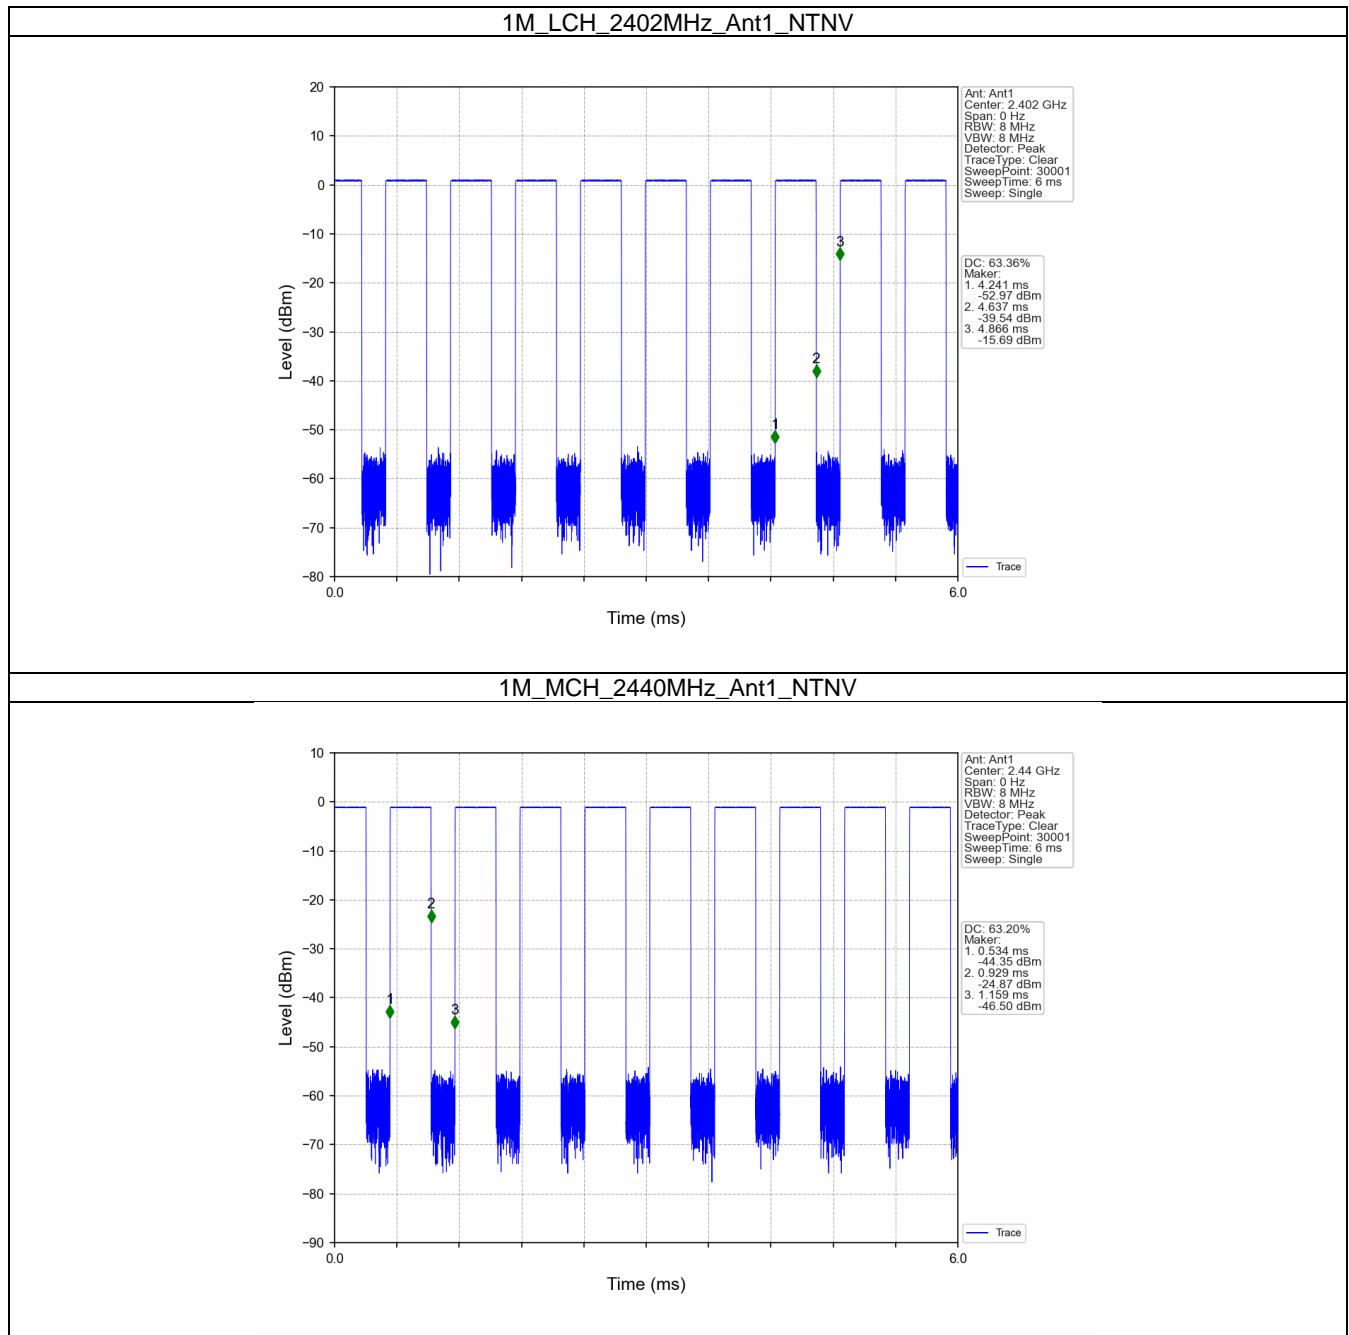 1M_LCH_2402MHz_Ant1_NTNV
20
10
0
−10
−20
−30
−40
−50
−60
−70
−80
Level (dBm)
0.0
6.0
Time (ms)
1
2
3
Ant: Ant1
Center: 2.402 GHz
Span: 0 Hz
RBW: 8 MHz
VBW: 8 MHz
Detector: Peak
TraceType: Clear
SweepPoint: 30001
SweepTime: 6 ms
Sweep: Single
DC: 63.36%
Maker:
1. 4.241 ms
-52.97 dBm
2. 4.637 ms
-39.54 dBm
3. 4.866 ms
-15.69 dBm
Trace
1M_MCH_2440MHz_Ant1_NTNV
10
0
−10
−20
−30
−40
−50
−60
−70
−80
−90
Level (dBm)
0.0
6.0
Time (ms)
1
2
3
Ant: Ant1
Center: 2.44 GHz
Span: 0 Hz
RBW: 8 MHz
VBW: 8 MHz
Detector: Peak
TraceType: Clear
SweepPoint: 30001
SweepTime: 6 ms
Sweep: Single
DC: 63.20%
Maker:
1. 0.534 ms
-44.35 dBm
2. 0.929 ms
-24.87 dBm
3. 1.159 ms
-46.50 dBm
Trace